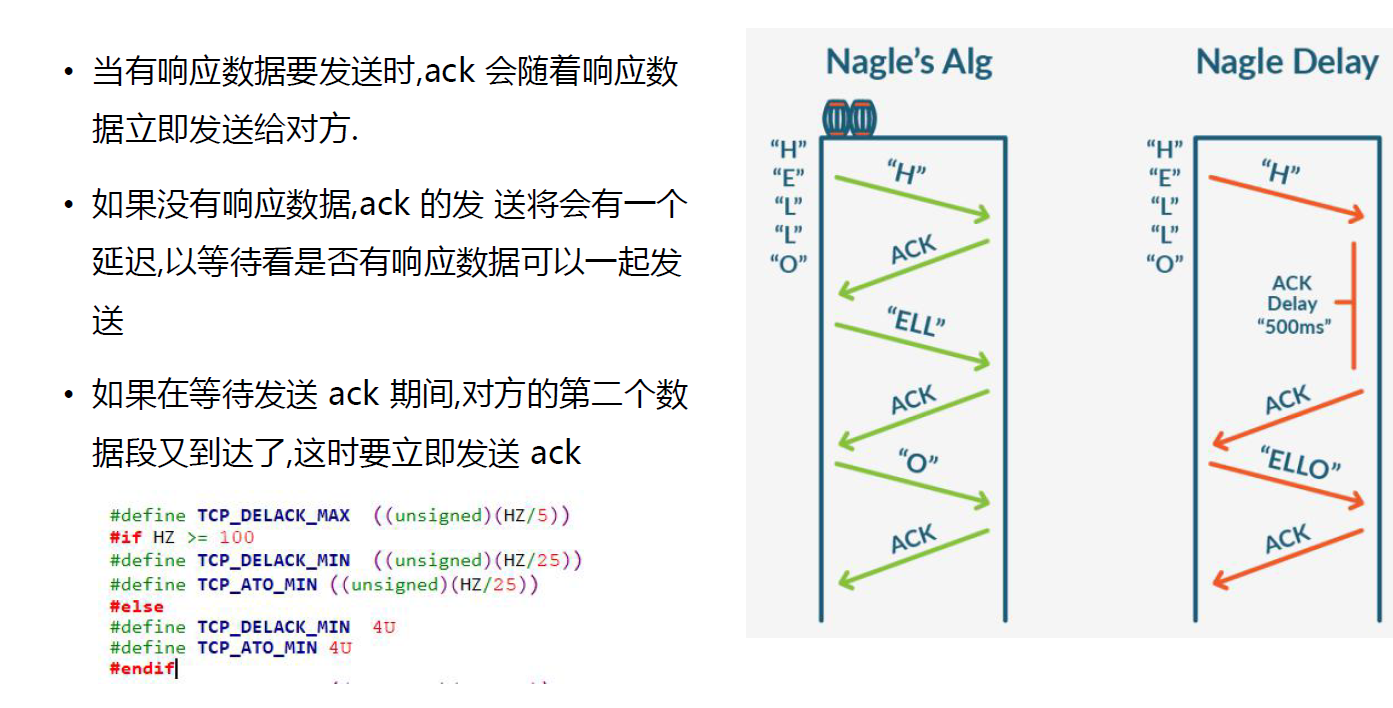 • 当有响应数据要发送时,ack 会随着响应数
据立即发送给对方.
• 如果没有响应数据,ack 的发 送将会有一个
延迟,以等待看是否有响应数据可以一起发
送
• 如果在等待发送 ack 期间,对方的第二个数
据段又到达了,这时要立即发送 ack
#define TCP_DELACK_MAX ((unsigned)(HZ/5))
#if HZ >= 100
#define TCP_DELACK_MIN ((unsigned)(HZ/25))
#define TCP_ATO_MIN ((unsigned)(HZ/25))
#else
#define TCP_DELACK_MIN 4U
#define TCP_ATO_MIN 4U
#endif
Nagle’s Alg
“H”
“E”
“L”
“L”
“O”
“H”
ACK
“ELL”
ACK
“O”
ACK
Nagle Delay
“H”
“E”
“L”
“L”
“O”
“H”
ACK
Delay
“500ms”
ACK
“ELLO”
ACK